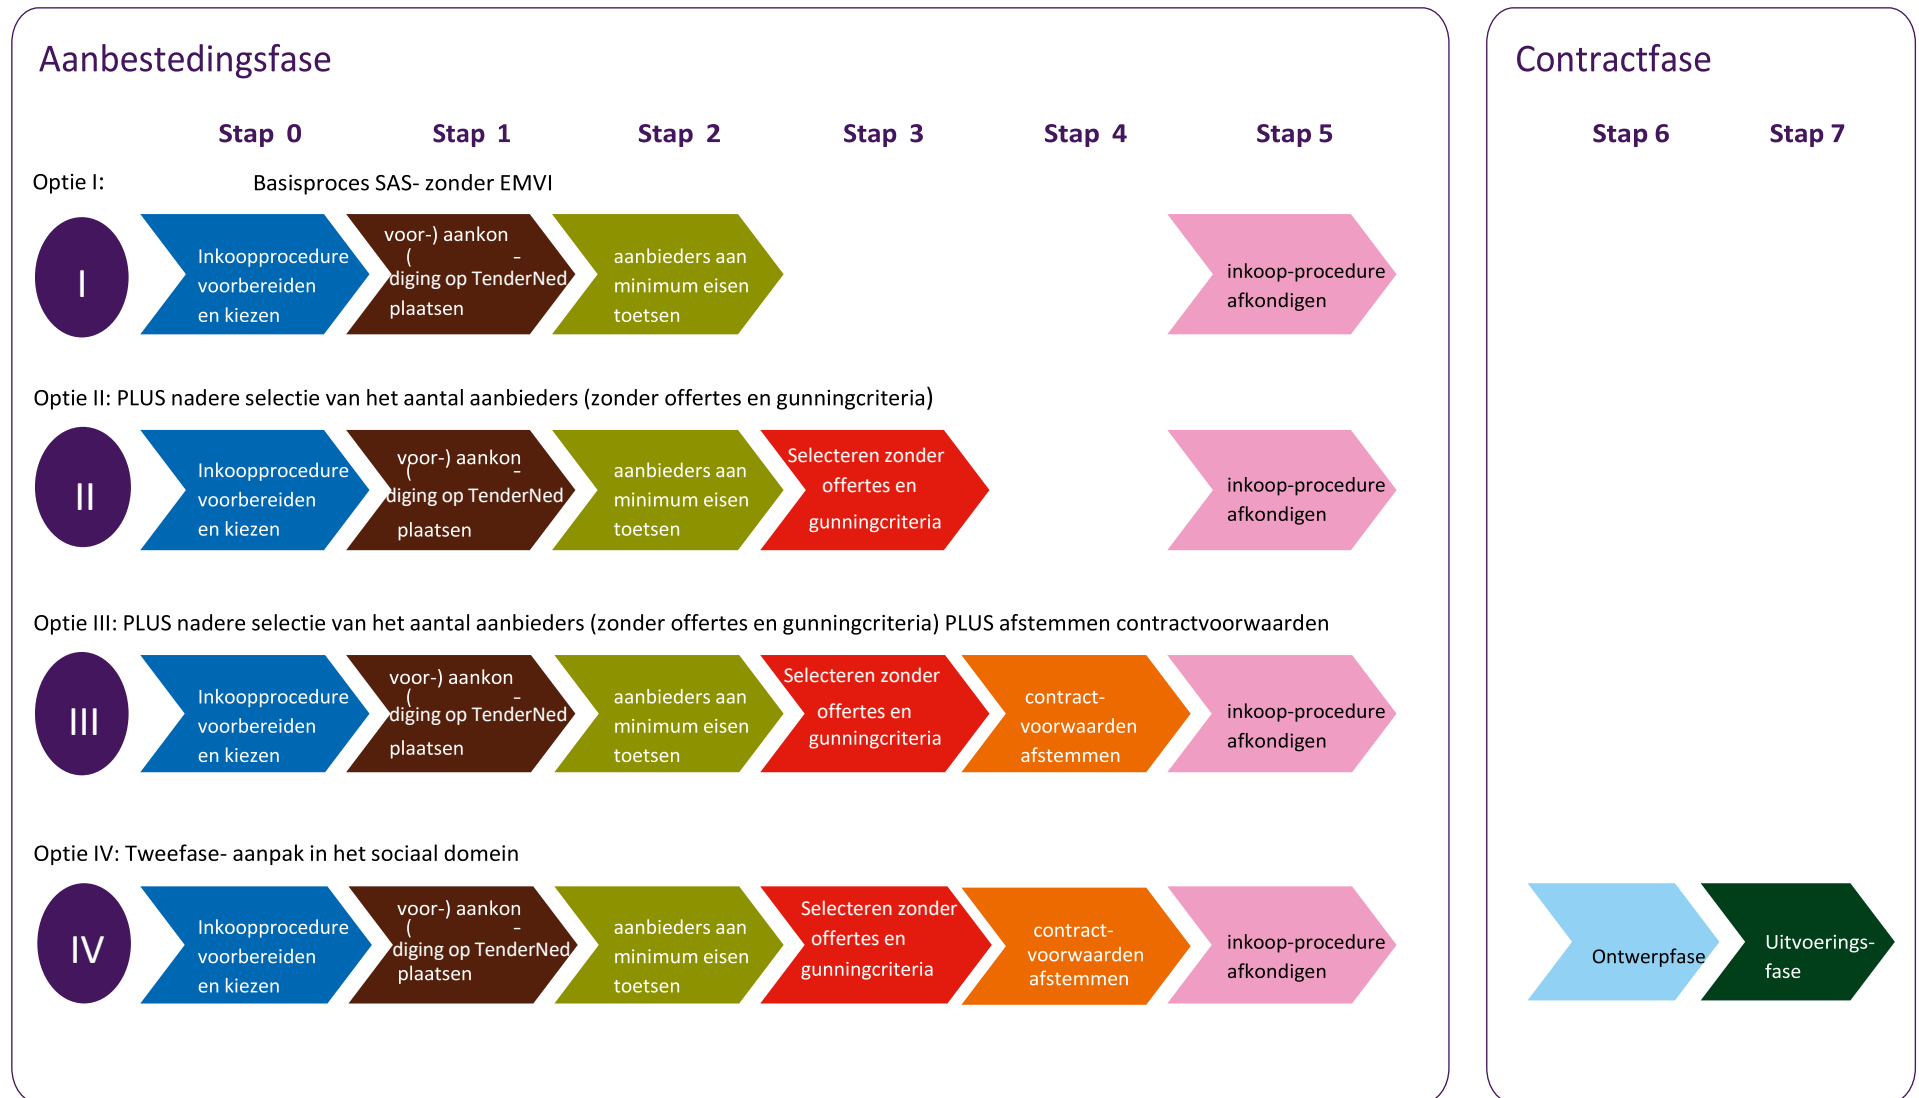 Aanbestedingsfase
Contractfase
Stap 0 Stap 1 Stap 2 Stap 3 Stap 4 Stap 5 Stap 6 Stap 7
Optie I: Basisproces SAS- zonder EMVI
I
Inkoopprocedure
voorbereiden
en kiezen
voor-) aankon
( -
diging op TenderNed
plaatsen
aanbieders aan
minimum eisen
toetsen
inkoop-procedure
afkondigen
Optie II: PLUS nadere selectie van het aantal aanbieders (zonder offertes en gunningcriteria)
II
Inkoopprocedure
voorbereiden
en kiezen
voor-) aankon
( -
diging op TenderNed
plaatsen
aanbieders aan
minimum eisen
toetsen
Selecteren zonder
offertes en
gunningcriteria
inkoop-procedure
afkondigen
Optie III: PLUS nadere selectie van het aantal aanbieders (zonder offertes en gunningcriteria) PLUS afstemmen contractvoorwaarden
III
Inkoopprocedure
voorbereiden
en kiezen
voor-) aankon
( -
diging op TenderNed
plaatsen
aanbieders aan
minimum eisen
toetsen
Selecteren zonder
offertes en
gunningcriteria
contract-
voorwaarden
afstemmen
inkoop-procedure
afkondigen
Optie IV: Tweefase- aanpak in het sociaal domein
IV
Inkoopprocedure
voorbereiden
en kiezen
voor-) aankon
( -
diging op TenderNed
plaatsen
aanbieders aan
minimum eisen
toetsen
Selecteren zonder
offertes en
gunningcriteria
contract-
voorwaarden
afstemmen
inkoop-procedure
afkondigen
Ontwerpfase
Uitvoerings-
fase